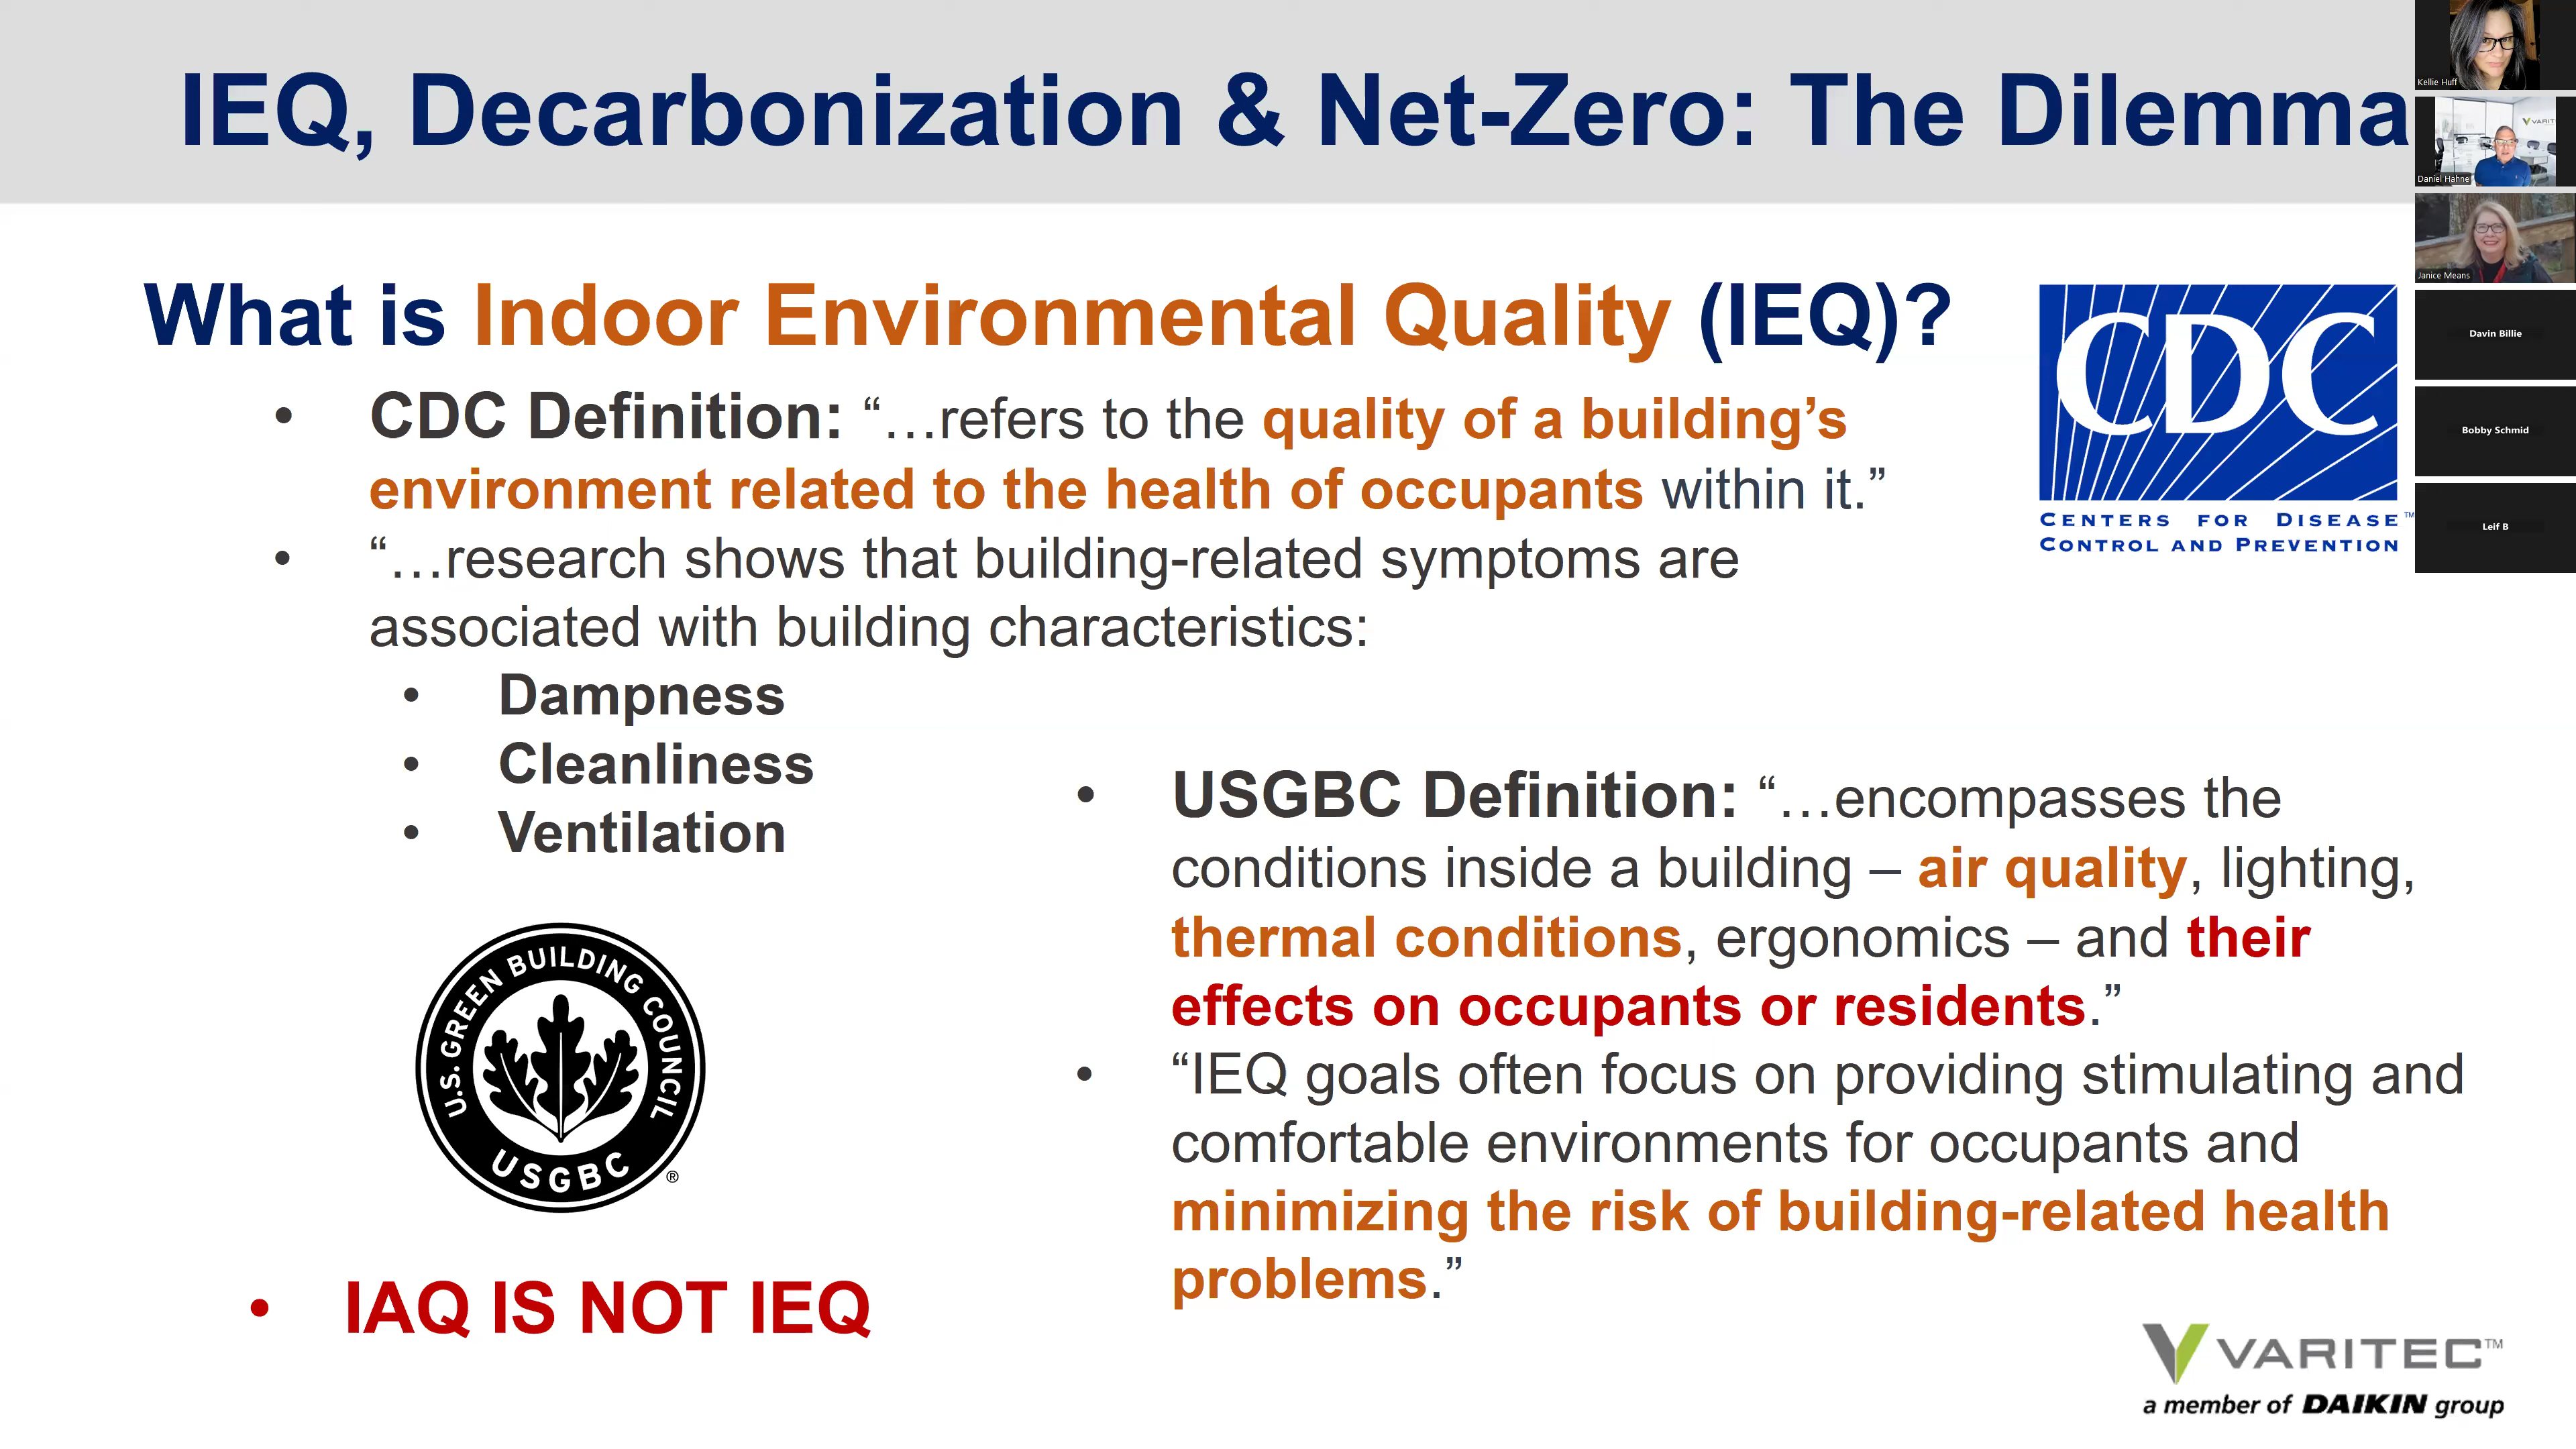 IEQ, Decarbonization & Net-Zero: The Dilemma
What is Indoor Environmental Quality (IEQ)?
• CDC Definition: “…refers to the quality of a building’s
environment related to the health of occupants within it.”
• “…research shows that building-related symptoms are
associated with building characteristics:
• Dampness
• Cleanliness
• Ventilation
CDC
CENTERS FOR DISEASE™
CONTROL AND PREVENTION
• USGBC Definition: “…encompasses the
conditions inside a building – air quality, lighting,
thermal conditions, ergonomics – and their
effects on occupants or residents.”
• “IEQ goals often focus on providing stimulating and
comfortable environments for occupants and
minimizing the risk of building-related health
problems.”
U.S. GREEN BUILDING COUNCIL
USGBC
®
• IAQ IS NOT IEQ
VARITEC™
a member of DAIKIN group
Kellie Huff
VARIT
Daniel Hahne
Janice Means
Davin Billie
Bobby Schmid
Leif B